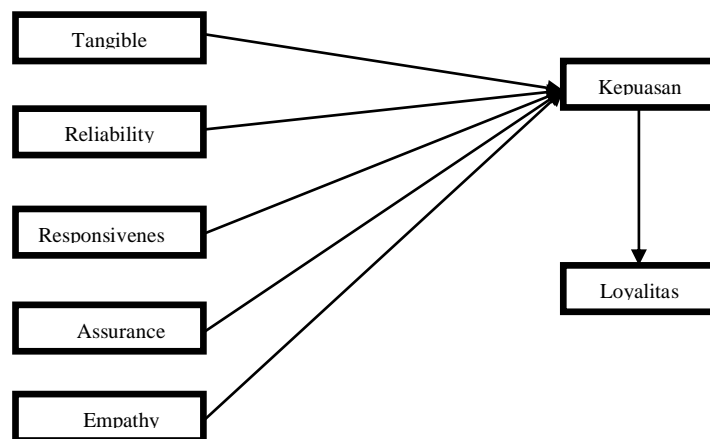 Tangible
Kepuasan
Reliability
Responsivenes
Loyalitas
Assurance
Empathy